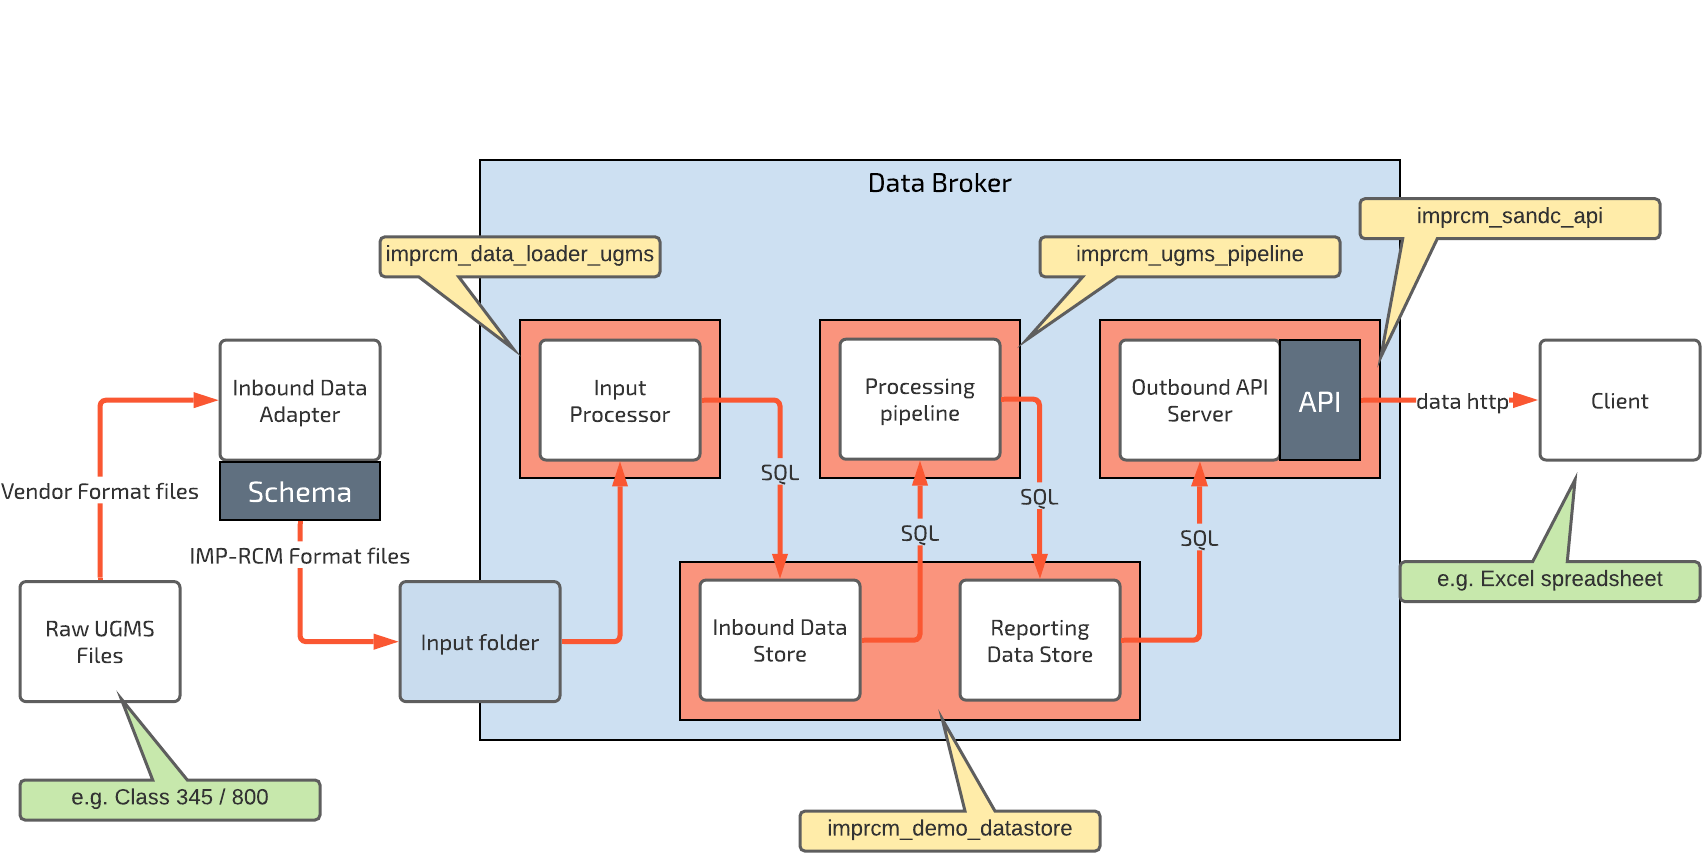 Data Broker
imprcm_sandc_api
imprcm_data_loader_ugms
imprcm_ugms_pipeline
Inbound Data
Adapter
Input
Processor
Processing
pipeline
Outbound API
Server
API
data http
Client
Schema
Vendor Format files
SQL
SQL
SQL
SQL
IMP-RCM Format files
e.g. Excel spreadsheet
Raw UGMS
Files
Input folder
Inbound Data
Store
Reporting
Data Store
e.g. Class 345 / 800
imprcm_demo_datastore